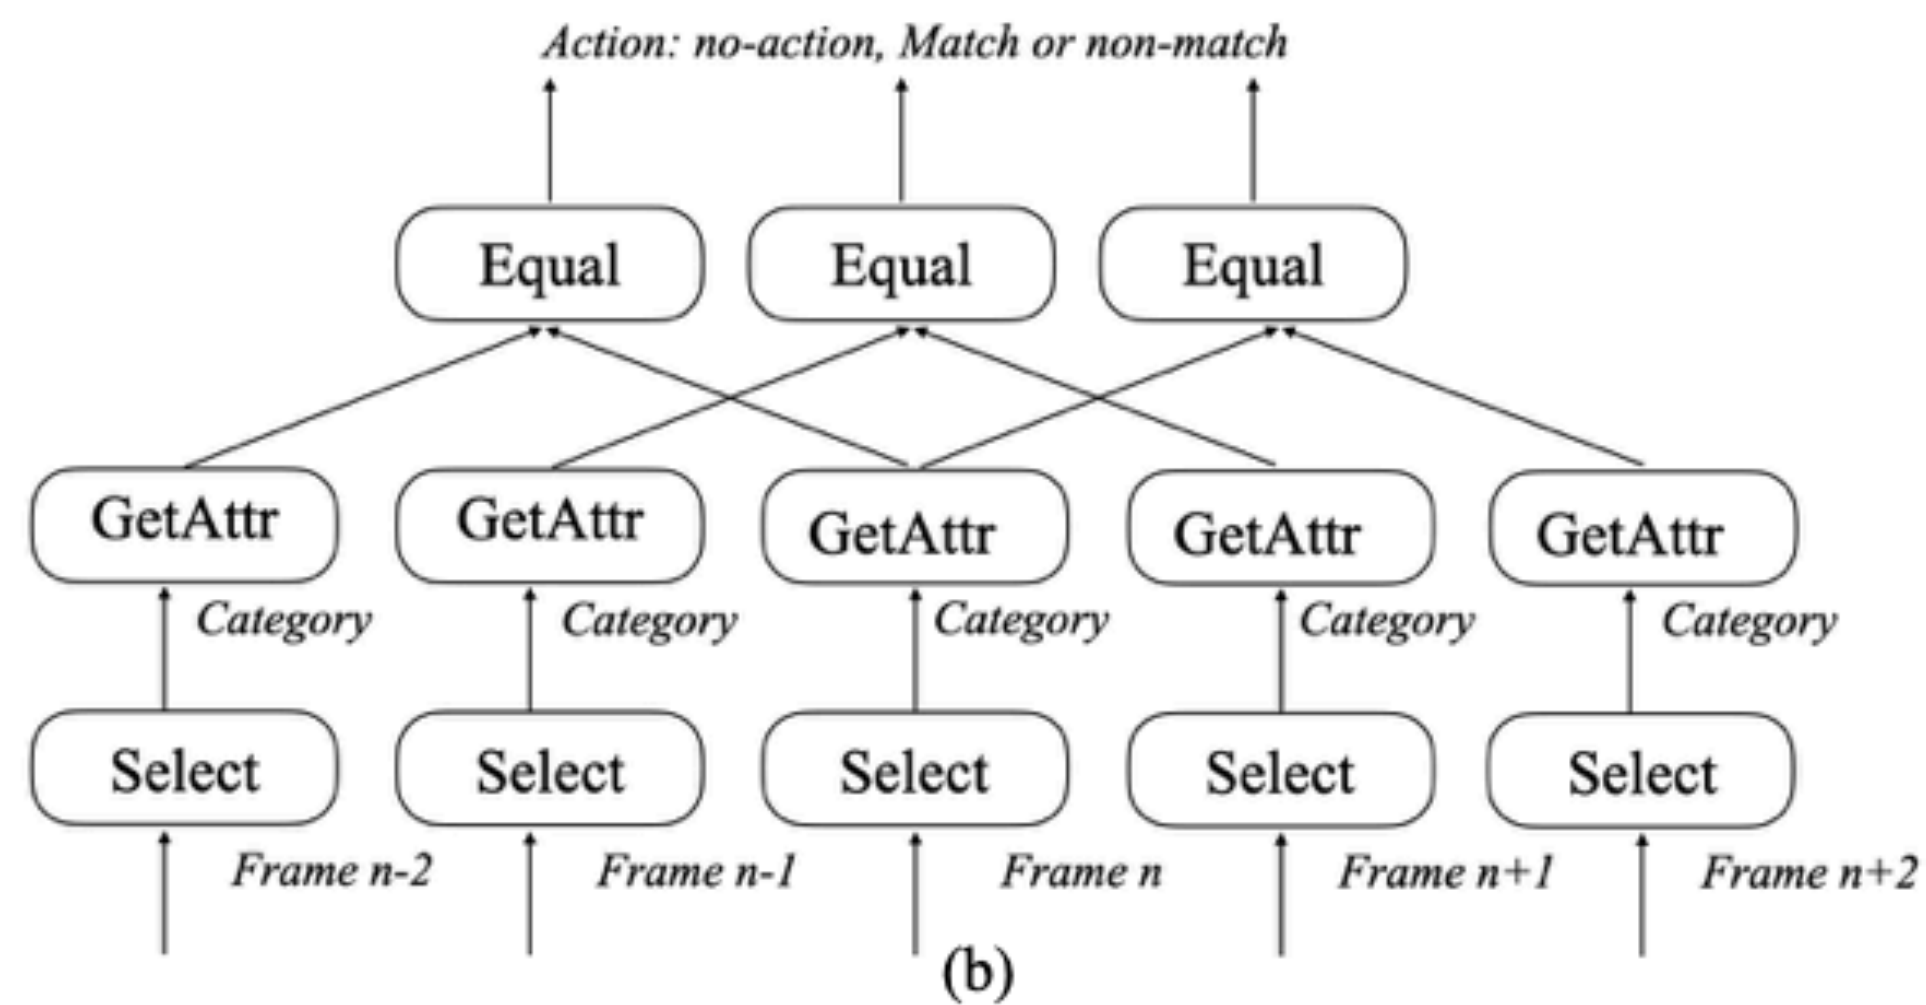 Action: no-action, Match or non-match
Equal Equal Equal
GetAttr GetAttr GetAttr GetAttr GetAttr
Category Category Category Category Category
Select Select Select Select Select
Frame n-2 Frame n-1 Frame n Frame n+1 Frame n+2
(b)